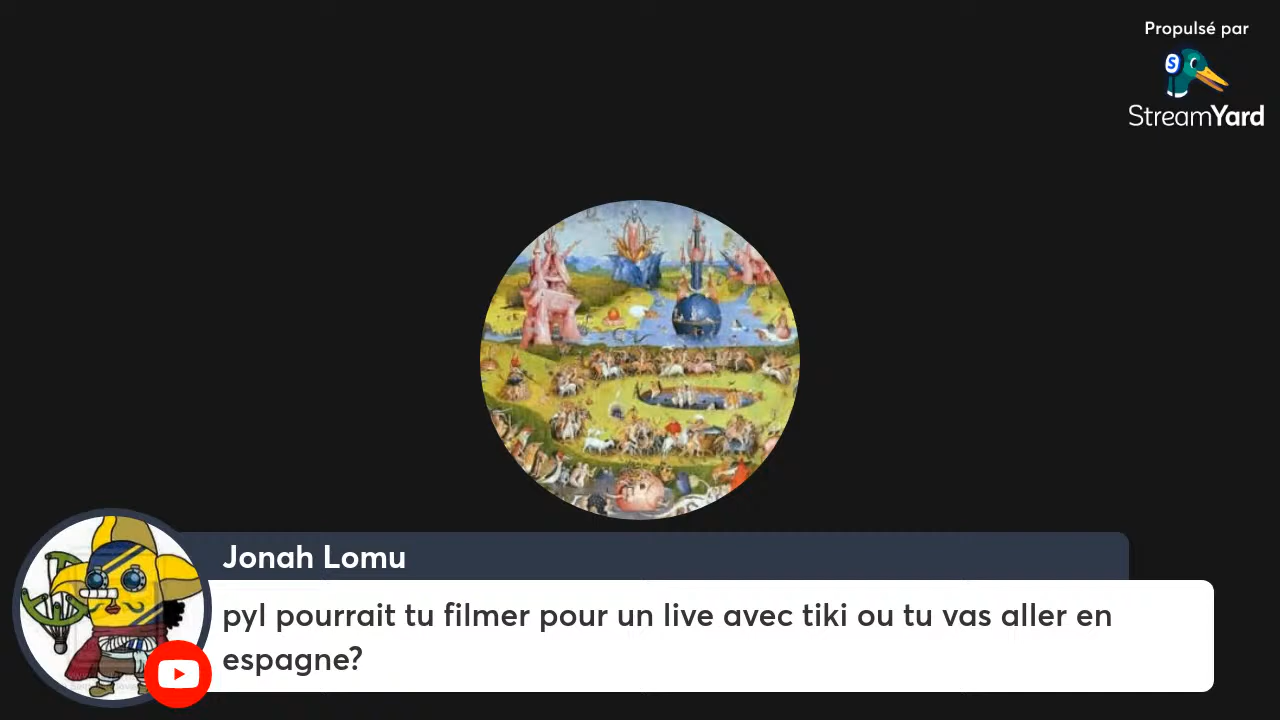 Propulsé par
StreamYard
Jonah Lomu
pyl pourrait tu filmer pour un live avec tiki ou tu vas aller en
espagne?